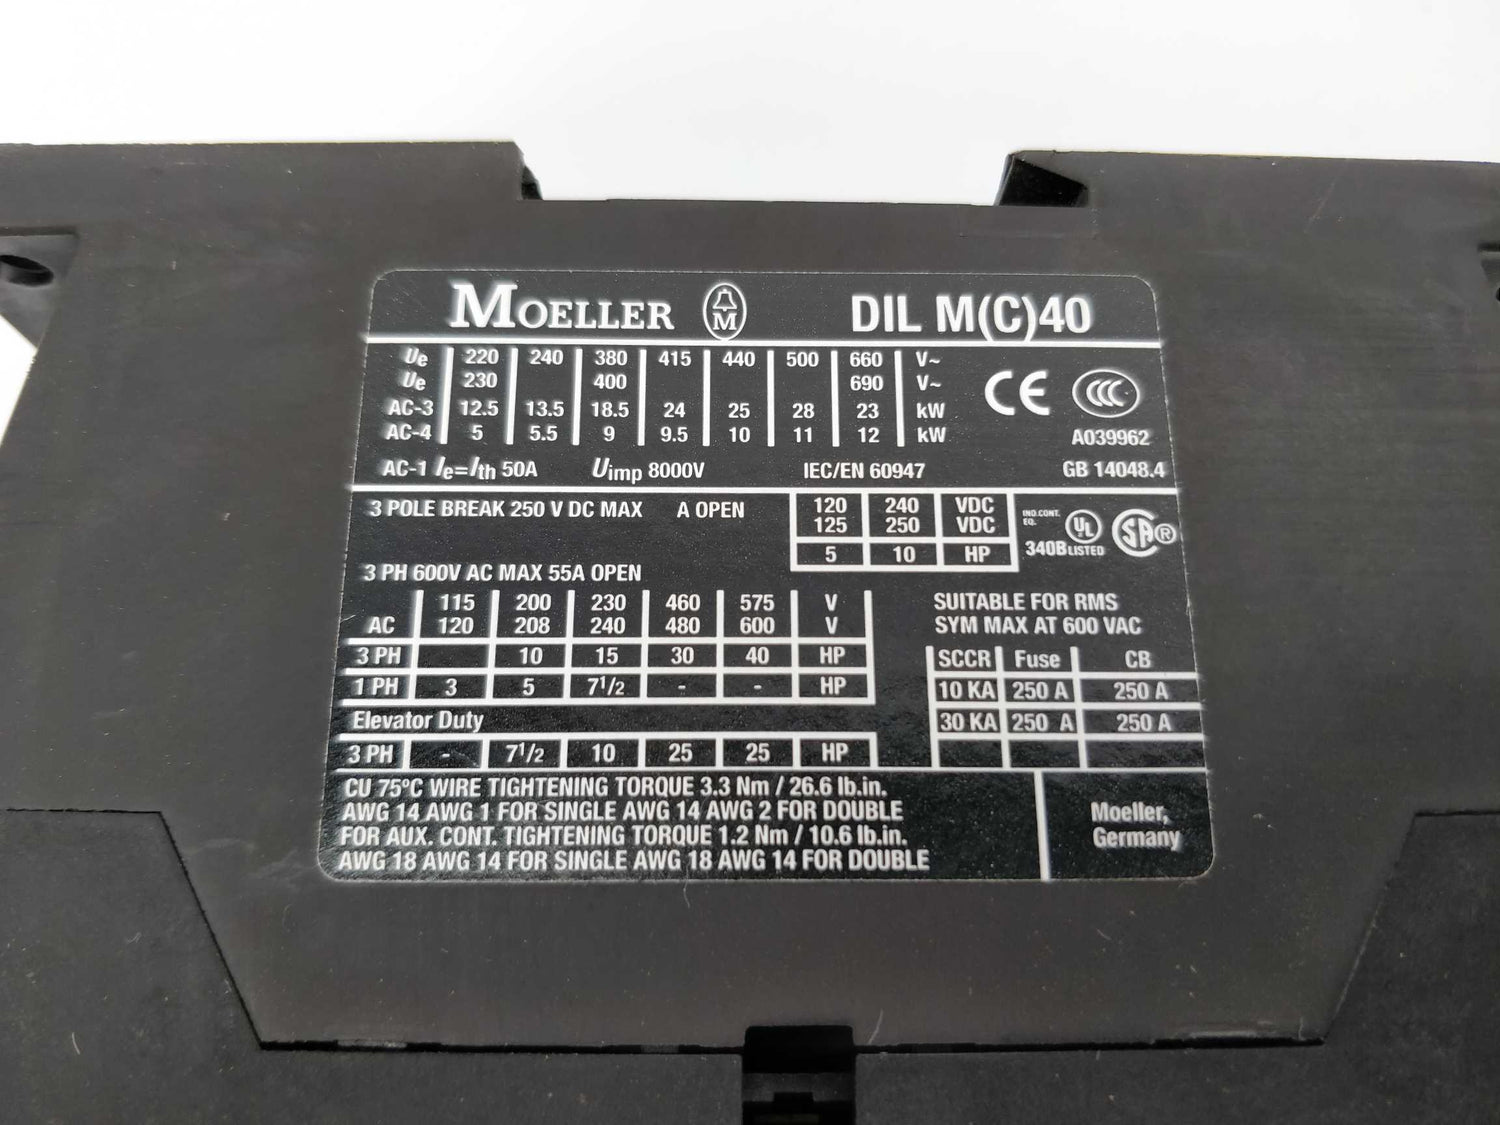 MOELLER M DIL M(C)40
Ue 220 240 380 415 440 500 660 V~
Ue 230 400 690 V~
AC-3 12.5 13.5 18.5 24 25 28 23 kW
AC-4 5 5.5 9 9.5 10 11 12 kW
CE CCC
A039962
AC-1 Ie=Ith 50A Uimp 8000V IEC/EN 60947 GB 14048.4
3 POLE BREAK 250 V DC MAX A OPEN
120 240 VDC
125 250 VDC
5 10 HP
IND.CONT.
EQ.
UL SA®
340B LISTED
3 PH 600V AC MAX 55A OPEN
115 200 230 460 575 V
AC 120 208 240 480 600 V
3 PH 10 15 30 40 HP
1 PH 3 5 7 1/2 - - HP
Elevator Duty
3 PH - 7 1/2 10 25 25 HP
SUITABLE FOR RMS
SYM MAX AT 600 VAC
SCCR Fuse CB
10 KA 250 A 250 A
30 KA 250 A 250 A
CU 75°C WIRE TIGHTENING TORQUE 3.3 Nm / 26.6 lb.in.
AWG 14 AWG 1 FOR SINGLE AWG 14 AWG 2 FOR DOUBLE
FOR AUX. CONT. TIGHTENING TORQUE 1.2 Nm / 10.6 lb.in.
AWG 18 AWG 14 FOR SINGLE AWG 18 AWG 14 FOR DOUBLE
Moeller,
Germany